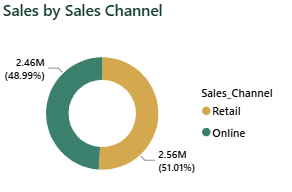 Sales by Sales Channel
2.46M
(48.99%)
Sales_Channel
Retail
Online
2.56M
(51.01%)